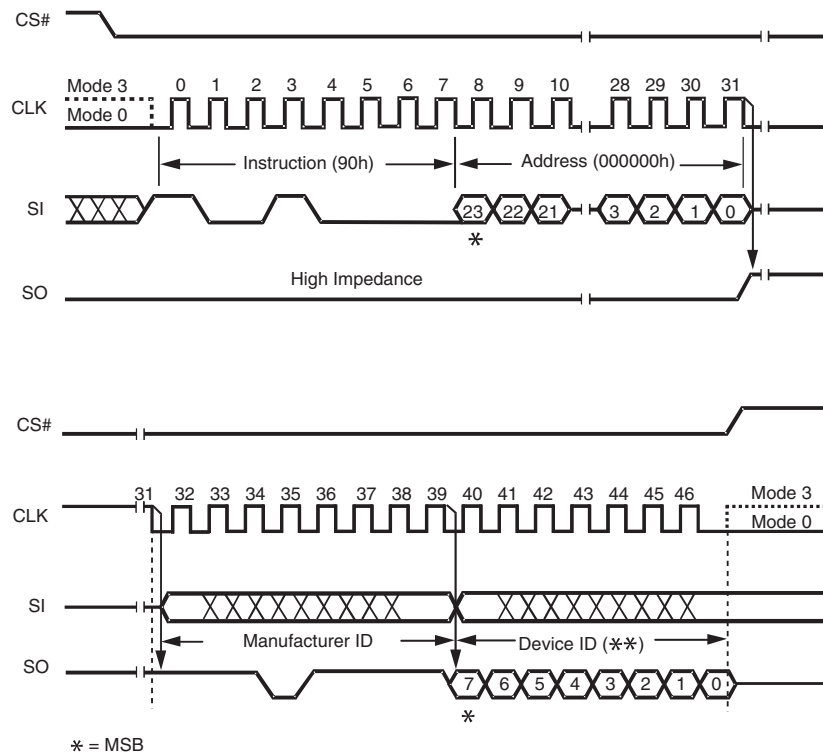 CS#
Mode 3
0 1 2 3 4 5 6 7 8 9 10 28 29 30 31
CLK
Mode 0
Instruction (90h) Address (000000h)
SI
23 22 21 3 2 1 0
*
High Impedance
SO
CS#
31 32 33 34 35 36 37 38 39 40 41 42 43 44 45 46
Mode 3
CLK
Mode 0
SI
Manufacturer ID Device ID (**)
SO
7 6 5 4 3 2 1 0
*
* = MSB